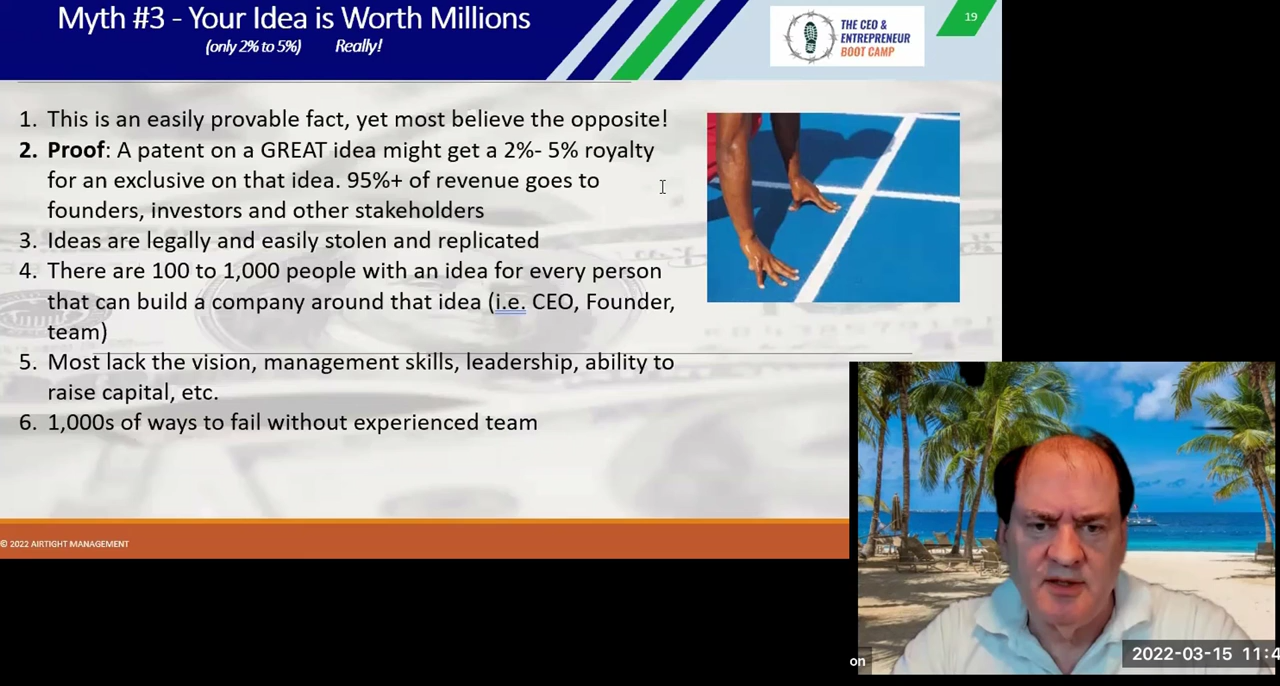 Myth #3 - Your Idea is Worth Millions
(only 2% to 5%) Really!
THE CEO &
ENTREPRENEUR
BOOT CAMP
19
1. This is an easily provable fact, yet most believe the opposite!
2. Proof: A patent on a GREAT idea might get a 2%- 5% royalty
for an exclusive on that idea. 95%+ of revenue goes to
founders, investors and other stakeholders
3. Ideas are legally and easily stolen and replicated
4. There are 100 to 1,000 people with an idea for every person
that can build a company around that idea (i.e. CEO, Founder,
team)
5. Most lack the vision, management skills, leadership, ability to
raise capital, etc.
6. 1,000s of ways to fail without experienced team
© 2022 AIRTIGHT MANAGEMENT
on
2022-03-15 11:4